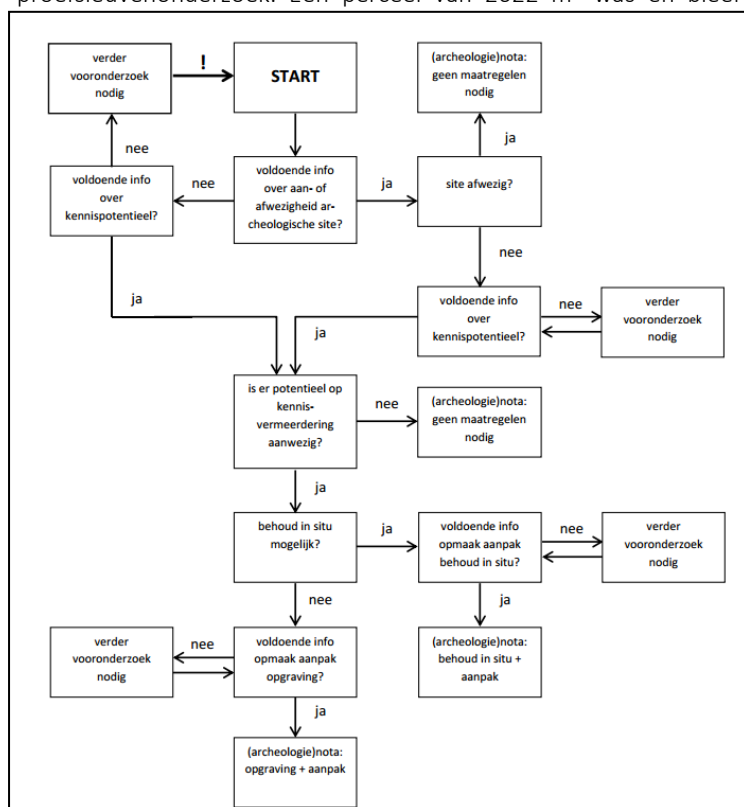 verder
vooronderzoek
nodig
!
START
(archeologie)nota:
geen maatregelen
nodig
nee
ja
voldoende info
over
kennispotentieel?
nee
voldoende info
over aan- of
afwezigheid ar-
cheologische site?
ja
site afwezig?
nee
ja
voldoende info
over
kennispotentieel?
nee
verder
vooronderzoek
nodig
ja
is er potentieel op
kennis-
vermeerdering
aanwezig?
nee
(archeologie)nota:
geen maatregelen
nodig
ja
behoud in situ
mogelijk?
ja
voldoende info
opmaak aanpak
behoud in situ?
nee
verder
vooronderzoek
nodig
nee
ja
verder
vooronderzoek
nodig
nee
voldoende info
opmaak aanpak
opgraving?
(archeologie)nota:
behoud in situ +
aanpak
ja
(archeologie)nota:
opgraving + aanpak